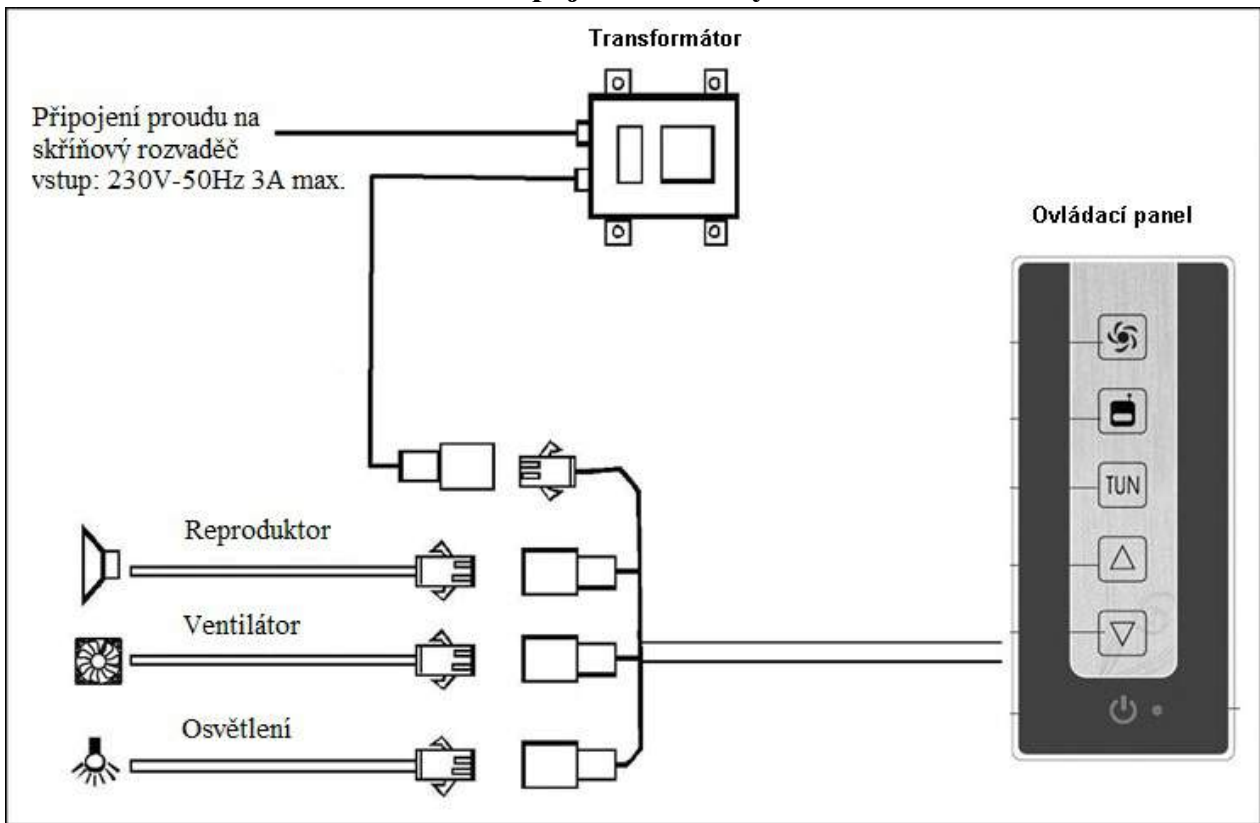 Transformátor
Připojení proudu na
skříňový rozvaděč
vstup: 230V-50Hz 3A max.
Ovládací panel
TUN
Reproduktor
Ventilátor
Osvětlení